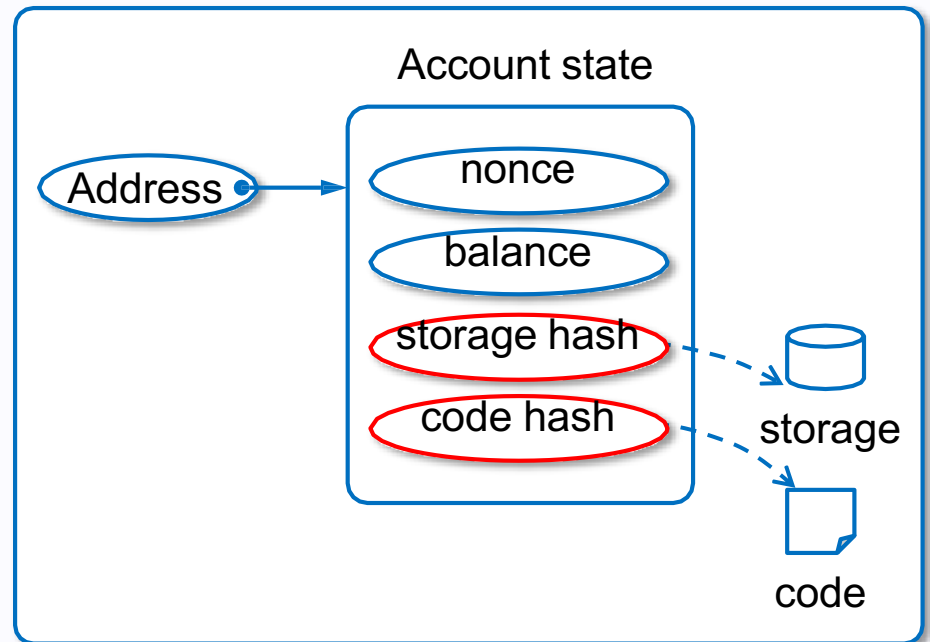 Account state
Address
nonce
balance
storage hash
code hash
storage
code